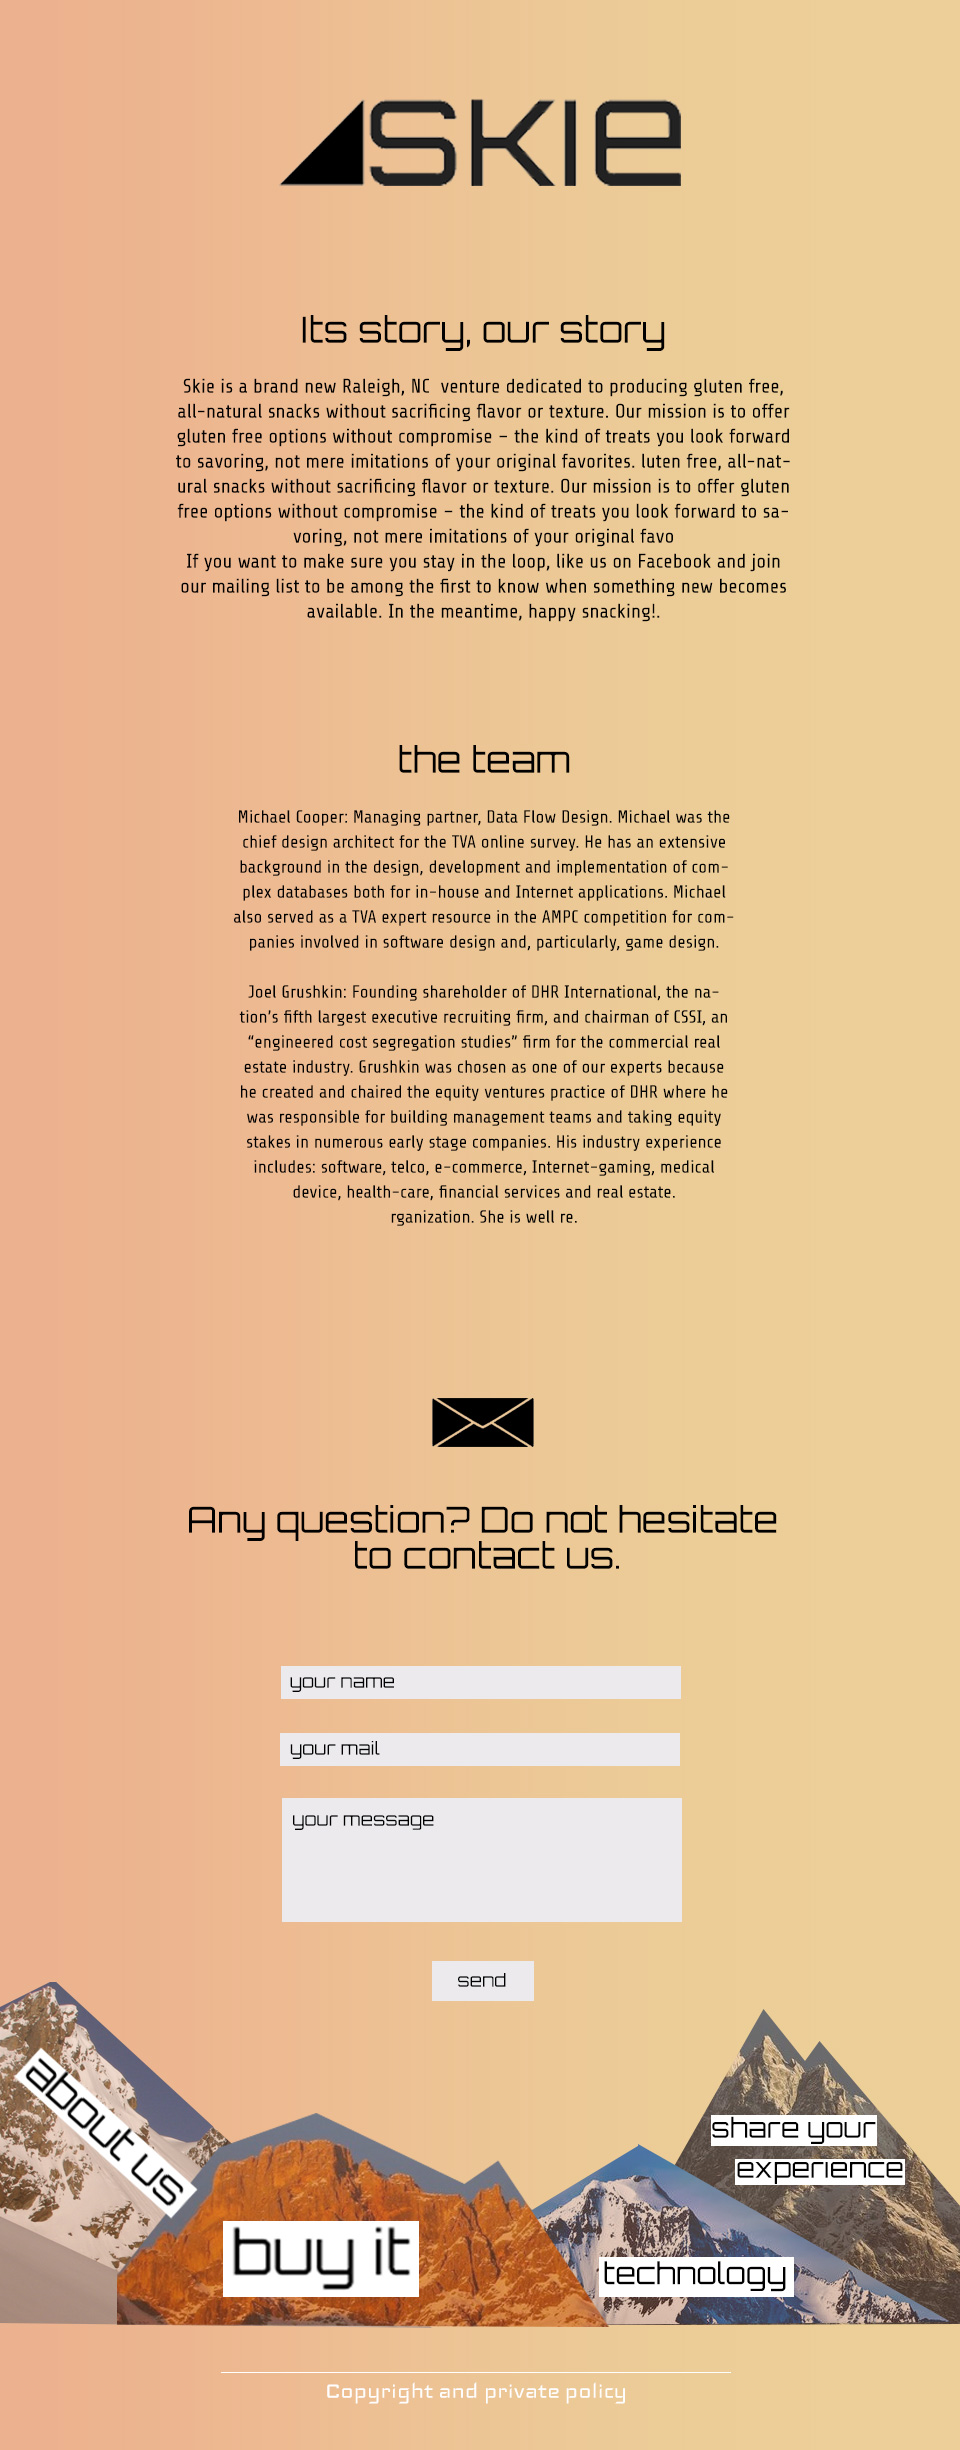 SKIE
Its story, our story
Skie is a brand new Raleigh, NC  venture dedicated to producing gluten free,
all-natural snacks without sacrificing flavor or texture. Our mission is to offer
gluten free options without compromise – the kind of treats you look forward
to savoring, not mere imitations of your original favorites. luten free, all-nat-
ural snacks without sacrificing flavor or texture. Our mission is to offer gluten
free options without compromise – the kind of treats you look forward to sa-
voring, not mere imitations of your original favo
If you want to make sure you stay in the loop, like us on Facebook and join
our mailing list to be among the first to know when something new becomes
available. In the meantime, happy snacking!.
the team
Michael Cooper: Managing partner, Data Flow Design. Michael was the
chief design architect for the TVA online survey. He has an extensive
background in the design, development and implementation of com-
plex databases both for in-house and Internet applications. Michael
also served as a TVA expert resource in the AMPC competition for com-
panies involved in software design and, particularly, game design.
Joel Grushkin: Founding shareholder of DHR International, the na-
tion’s fifth largest executive recruiting firm, and chairman of CSSI, an
“engineered cost segregation studies” firm for the commercial real
estate industry. Grushkin was chosen as one of our experts because
he created and chaired the equity ventures practice of DHR where he
was responsible for building management teams and taking equity
stakes in numerous early stage companies. His industry experience
includes: software, telco, e-commerce, Internet-gaming, medical
device, health-care, financial services and real estate.
rganization. She is well re.
Any question? Do not hesitate
to contact us.
your name
your mail
your message
send
about us
share your
experience
buy it
technology
Copyright and private policy